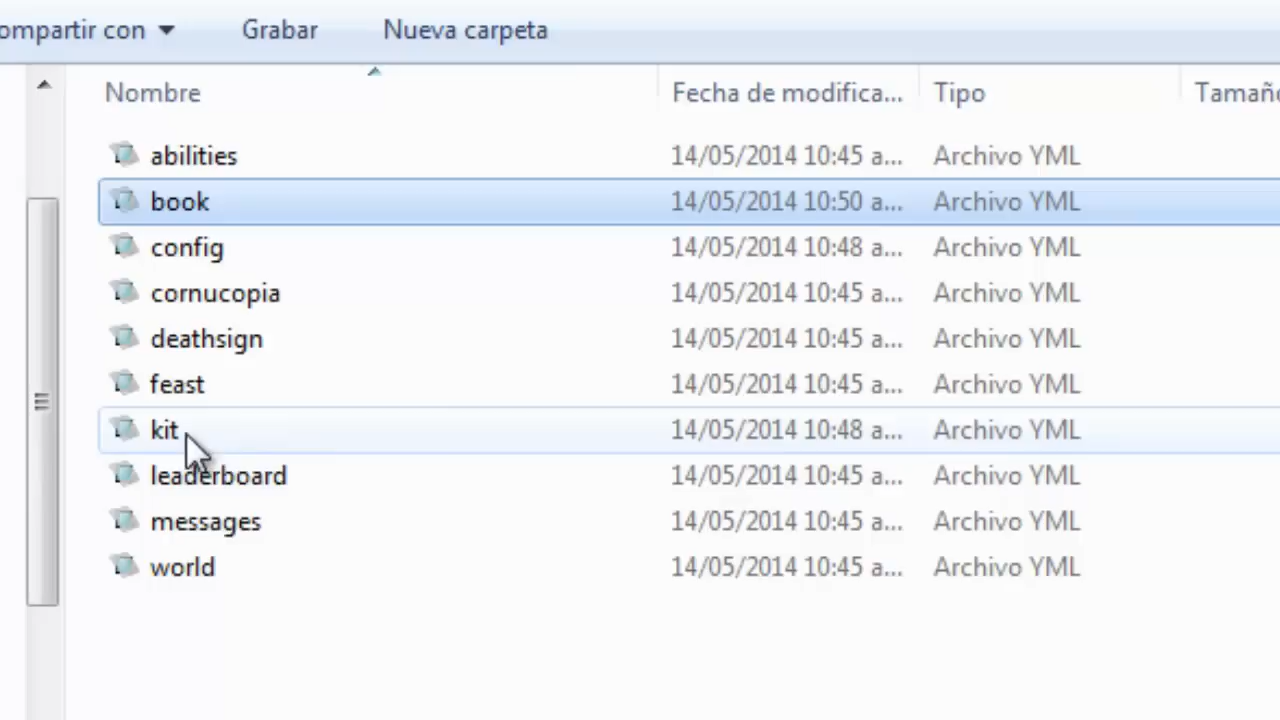 ompartir con Grabar Nueva carpeta
Nombre Fecha de modifica... Tipo Tamaño
abilities 14/05/2014 10:45 a... Archivo YML
book 14/05/2014 10:50 a... Archivo YML
config 14/05/2014 10:48 a... Archivo YML
cornucopia 14/05/2014 10:45 a... Archivo YML
deathsign 14/05/2014 10:45 a... Archivo YML
feast 14/05/2014 10:45 a... Archivo YML
kit 14/05/2014 10:48 a... Archivo YML
leaderboard 14/05/2014 10:45 a... Archivo YML
messages 14/05/2014 10:45 a... Archivo YML
world 14/05/2014 10:45 a... Archivo YML